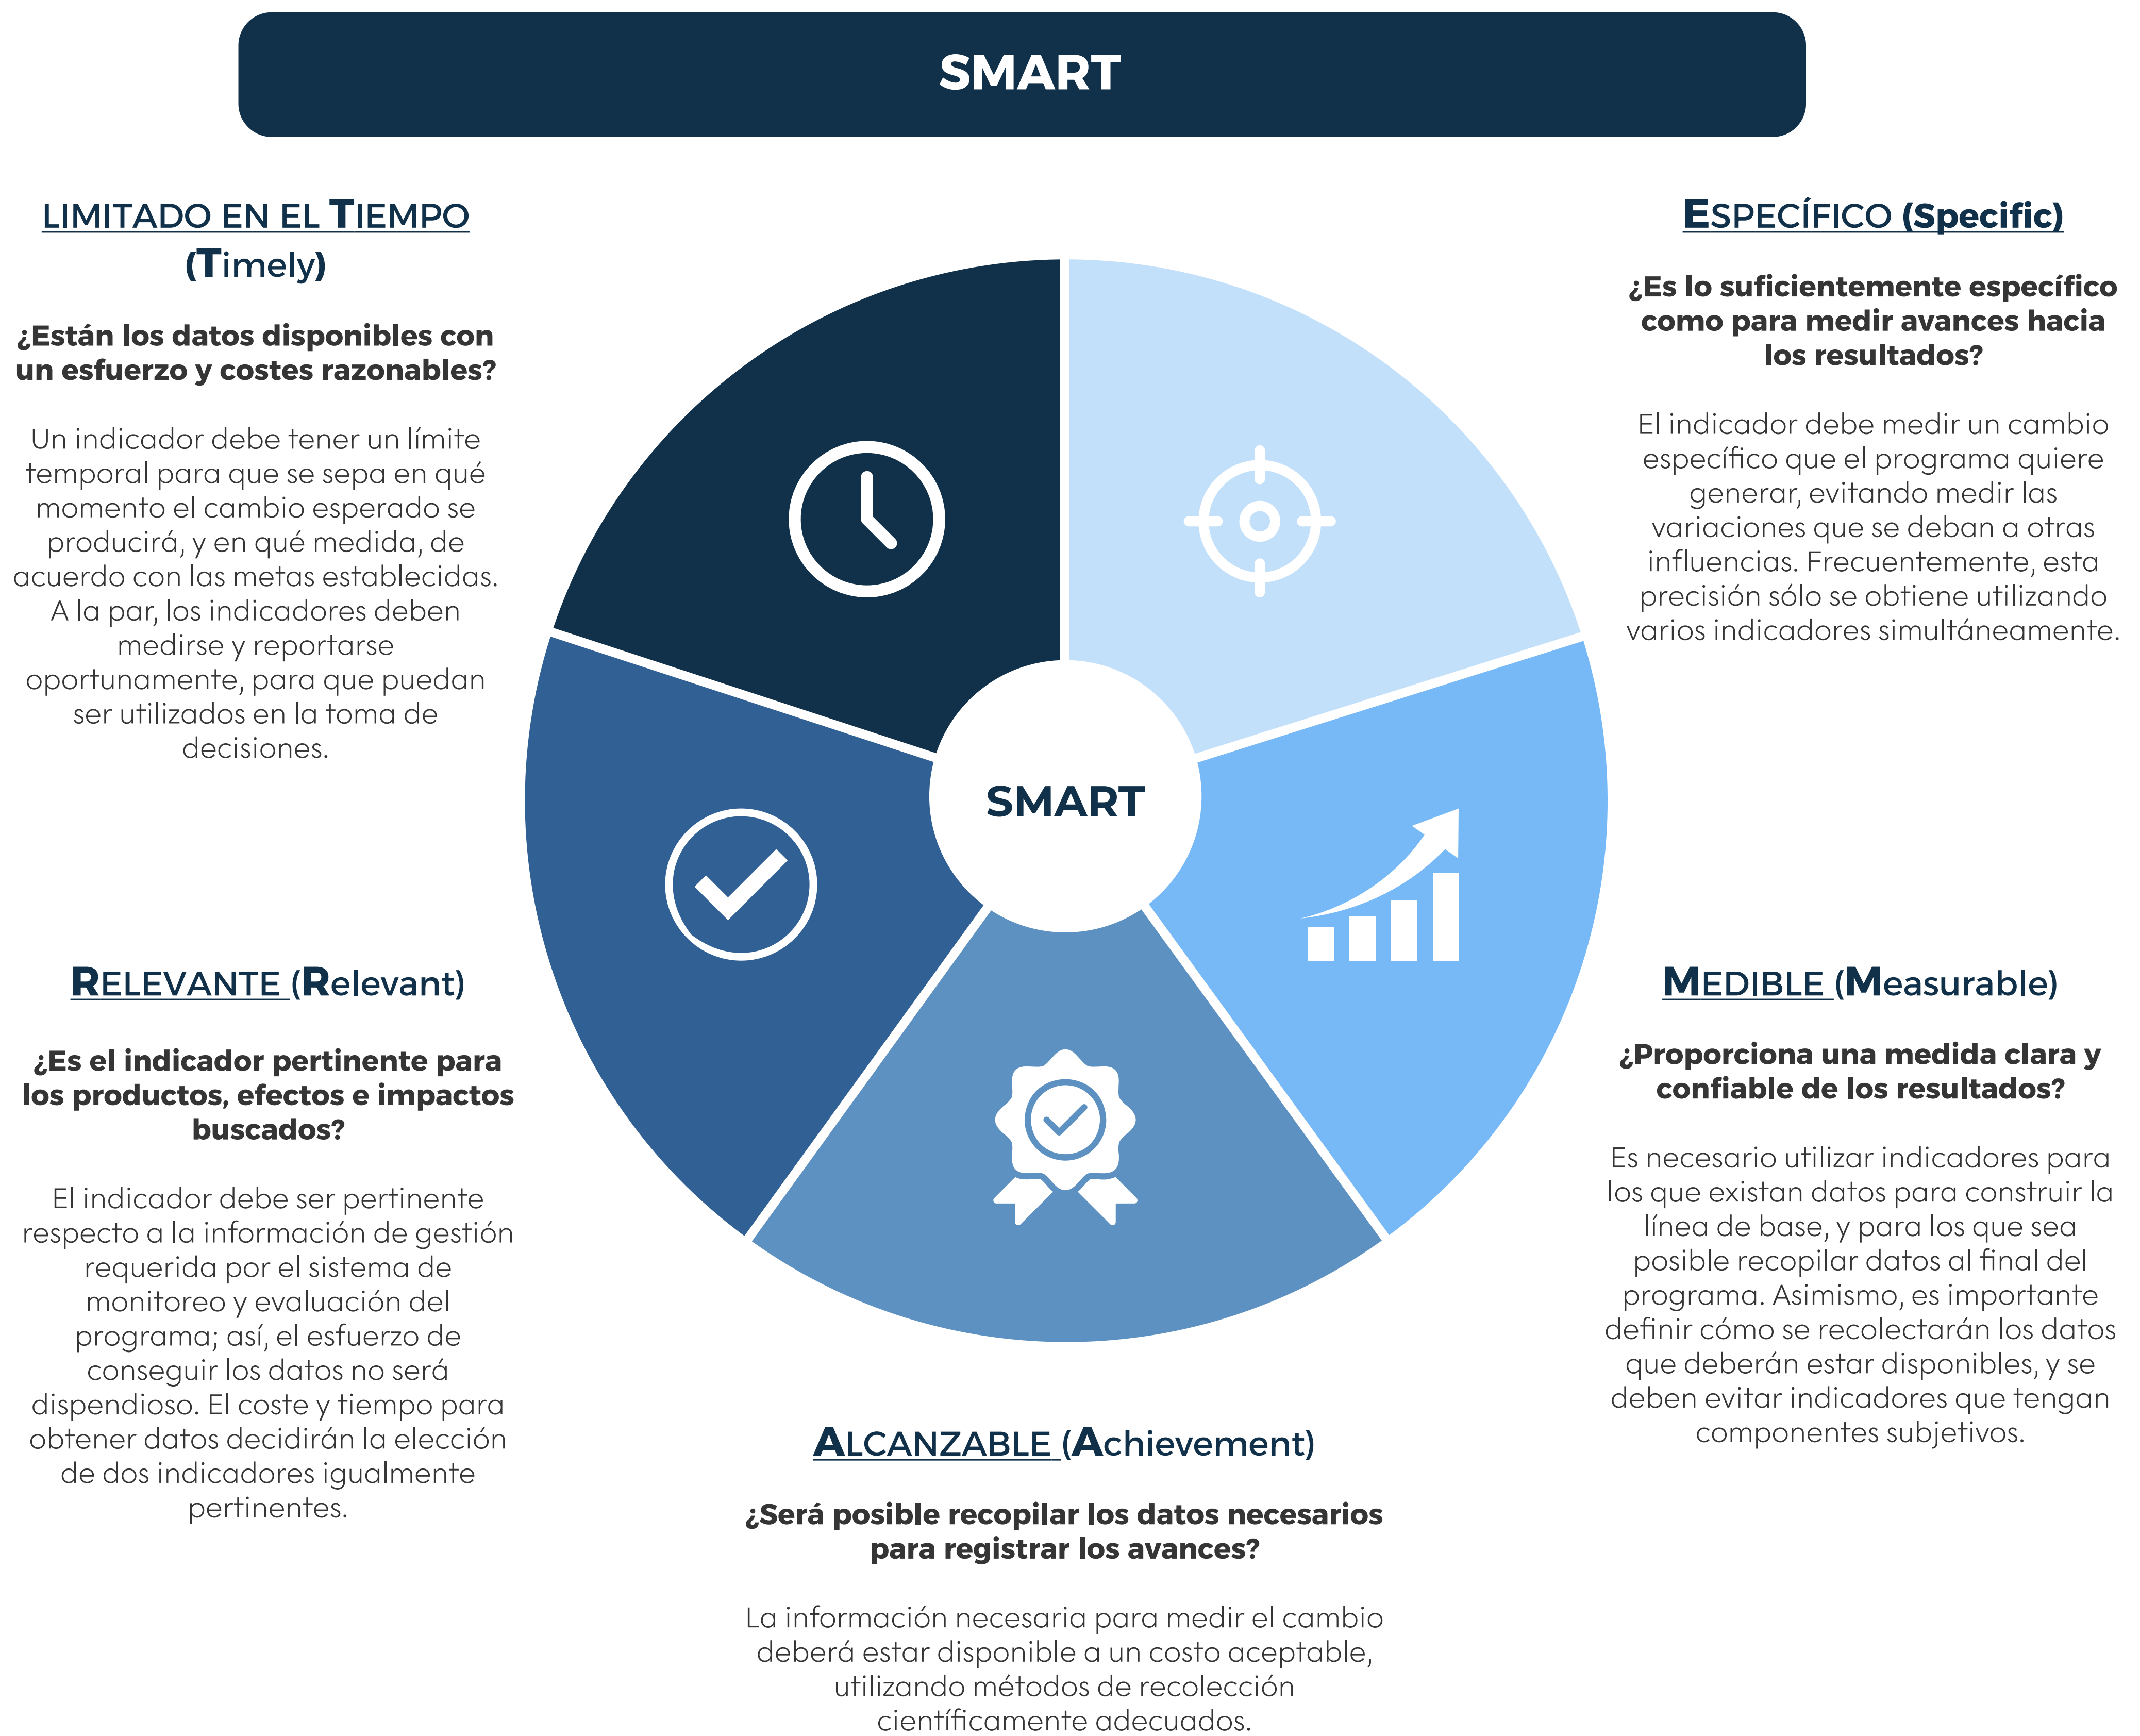 SMART
LIMITADO EN EL TIEMPO
(Timely)
¿Están los datos disponibles con
un esfuerzo y costes razonables?
Un indicador debe tener un límite
temporal para que se sepa en qué
momento el cambio esperado se
producirá, y en qué medida, de
acuerdo con las metas establecidas.
A la par, los indicadores deben
medirse y reportarse
oportunamente, para que puedan
ser utilizados en la toma de
decisiones.
ESPECÍFICO (Specific)
¿Es lo suficientemente específico
como para medir avances hacia
los resultados?
El indicador debe medir un cambio
específico que el programa quiere
generar, evitando medir las
variaciones que se deban a otras
influencias. Frecuentemente, esta
precisión sólo se obtiene utilizando
varios indicadores simultáneamente.
SMART
RELEVANTE (Relevant)
¿Es el indicador pertinente para
los productos, efectos e impactos
buscados?
El indicador debe ser pertinente
respecto a la información de gestión
requerida por el sistema de
monitoreo y evaluación del
programa; así, el esfuerzo de
conseguir los datos no será
dispendioso. El coste y tiempo para
obtener datos decidirán la elección
de dos indicadores igualmente
pertinentes.
MEDIBLE (Measurable)
¿Proporciona una medida clara y
confiable de los resultados?
Es necesario utilizar indicadores para
los que existan datos para construir la
línea de base, y para los que sea
posible recopilar datos al final del
programa. Asimismo, es importante
definir cómo se recolectarán los datos
que deberán estar disponibles, y se
deben evitar indicadores que tengan
componentes subjetivos.
ALCANZABLE (Achievement)
¿Será posible recopilar los datos necesarios
para registrar los avances?
La información necesaria para medir el cambio
deberá estar disponible a un costo aceptable,
utilizando métodos de recolección
científicamente adecuados.